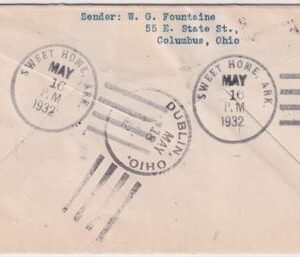 Sender: W. G. Fountaine
55 E. State St.,
Columbus, Ohio
SWEET HOME, ARK.
MAY
16
P.M
1932
SWEET HOME, ARK.
MAY
16
P.M
1932
DUBLIN, OHIO.
MAY
18